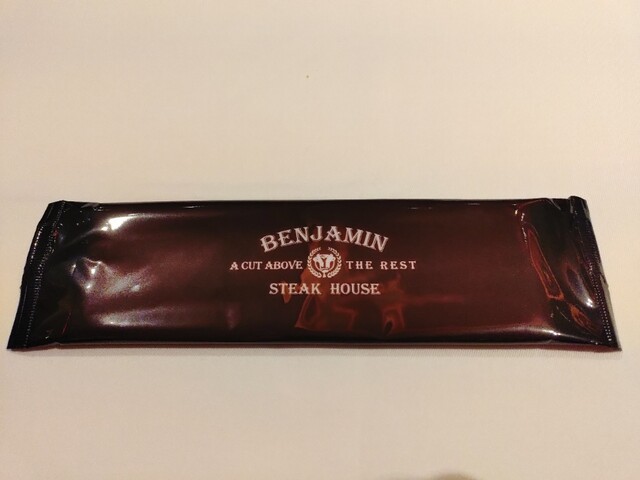 BENJAMIN
A CUT ABOVE THE REST
STEAK HOUSE